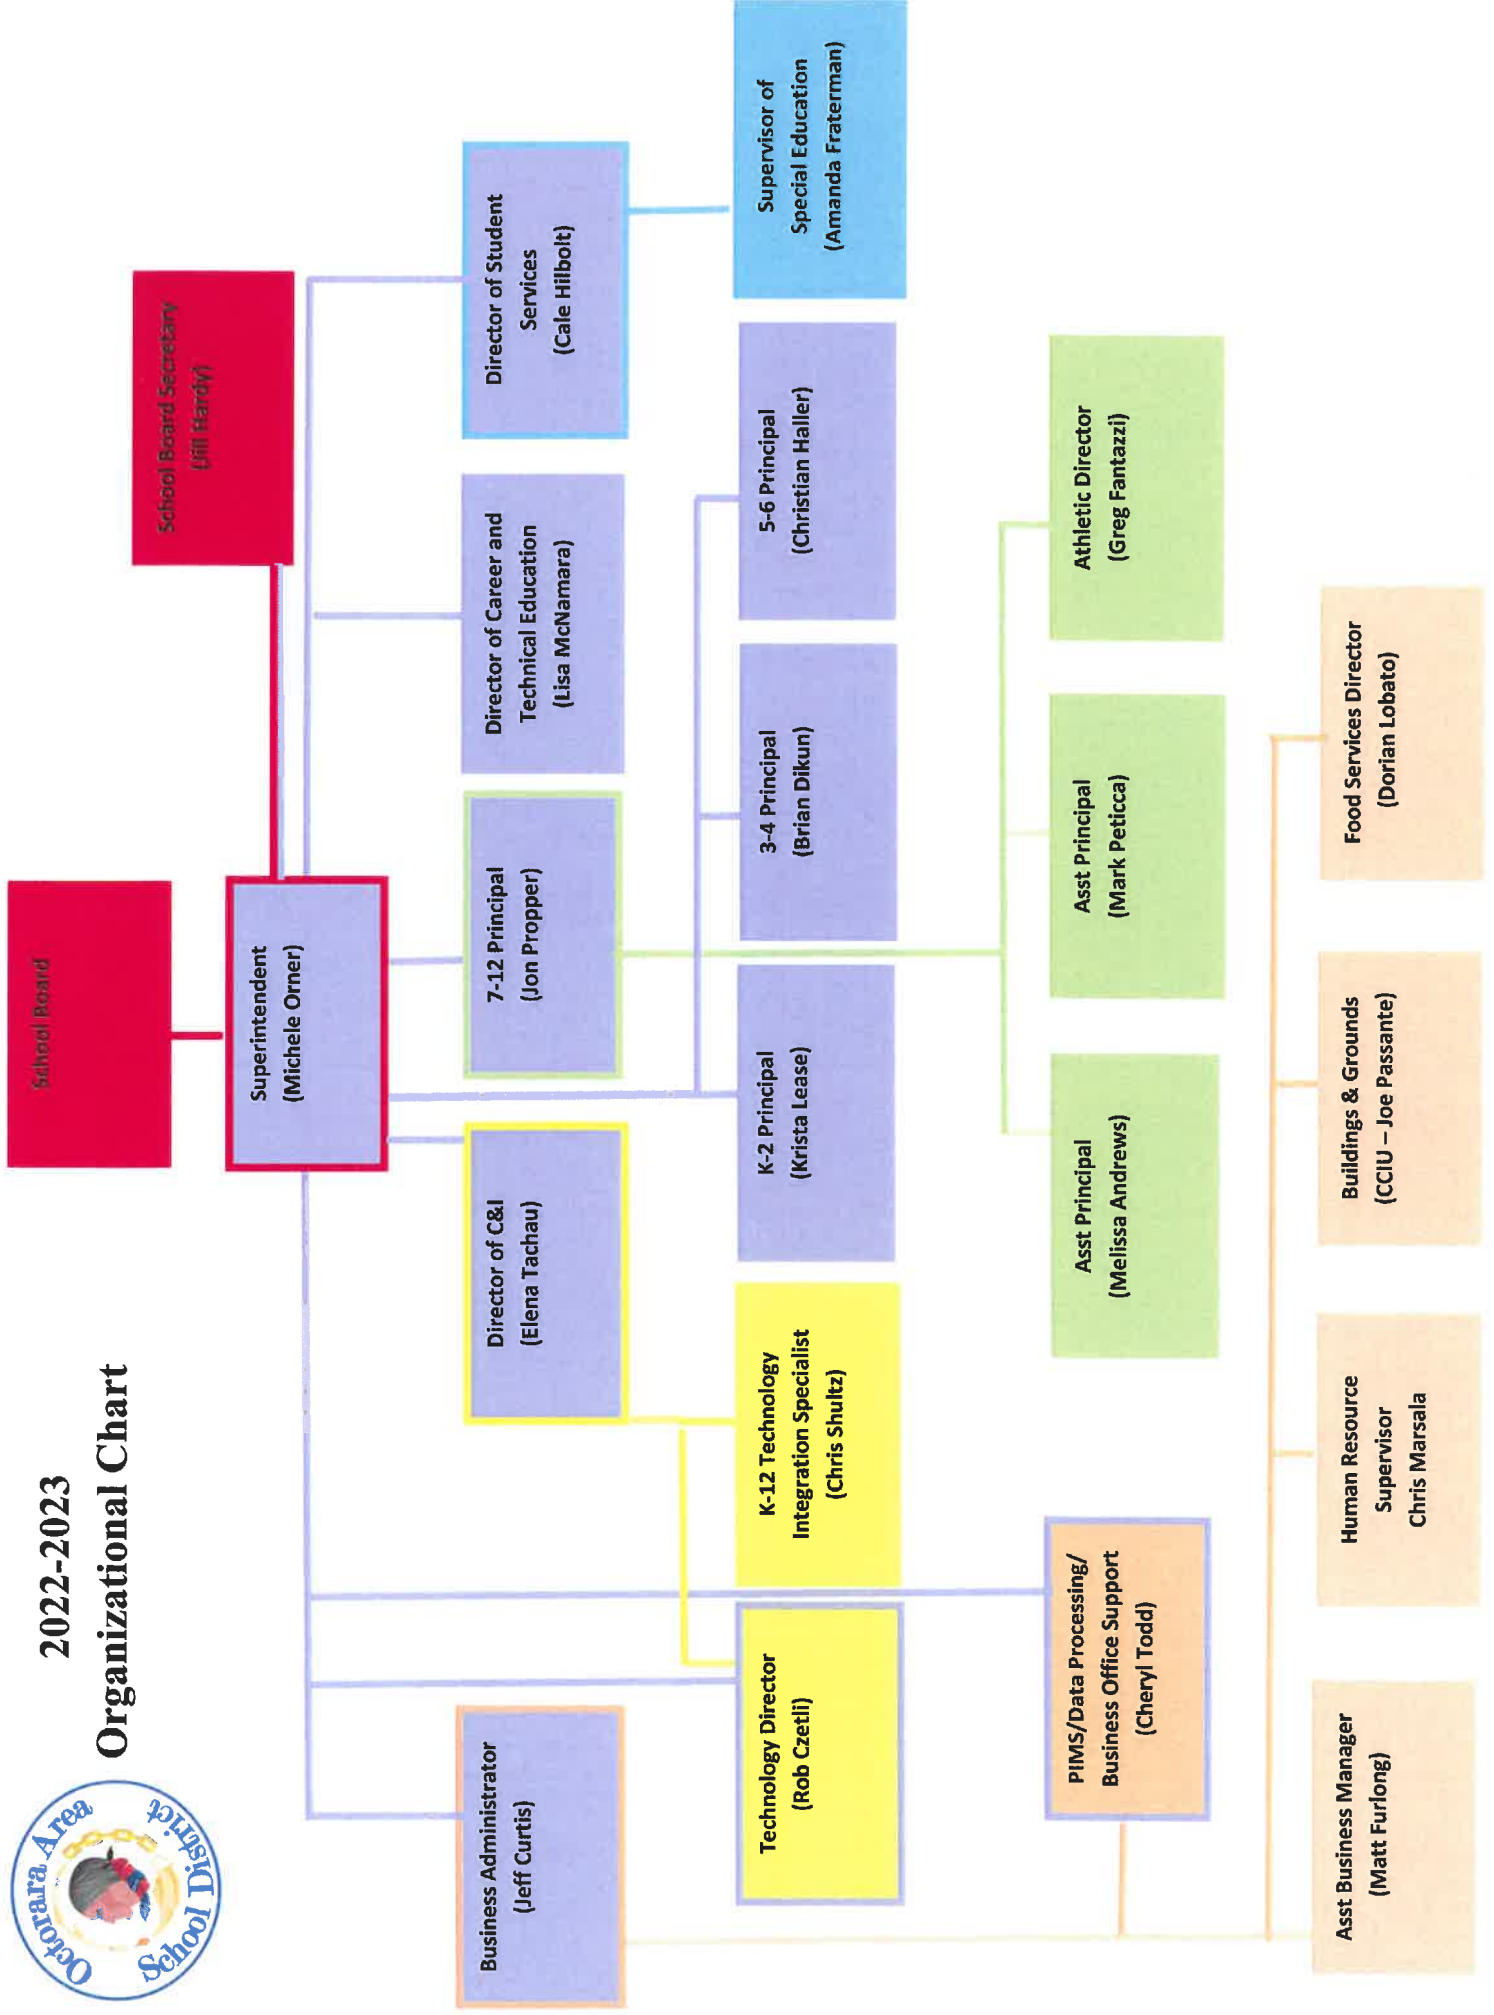 Octorara Area
School District
2022-2023
Organizational Chart
School Board
School Board Secretary
(Jill Hardy)
Superintendent
(Michele Orner)
Business Administrator
(Jeff Curtis)
Director of C&I
(Elena Tachau)
7-12 Principal
(Jon Propper)
Director of Career and
Technical Education
(Lisa McNamara)
Director of Student
Services
(Cale Hilbolt)
Technology Director
(Rob Czetli)
K-12 Technology
Integration Specialist
(Chris Shultz)
K-2 Principal
(Krista Lease)
3-4 Principal
(Brian Dikun)
5-6 Principal
(Christian Haller)
Supervisor of
Special Education
(Amanda Fraterman)
PIMS/Data Processing/
Business Office Support
(Cheryl Todd)
Asst Principal
(Melissa Andrews)
Asst Principal
(Mark Peticca)
Athletic Director
(Greg Fantazzi)
Asst Business Manager
(Matt Furlong)
Human Resource
Supervisor
Chris Marsala
Buildings & Grounds
(CCIU – Joe Passante)
Food Services Director
(Dorian Lobato)